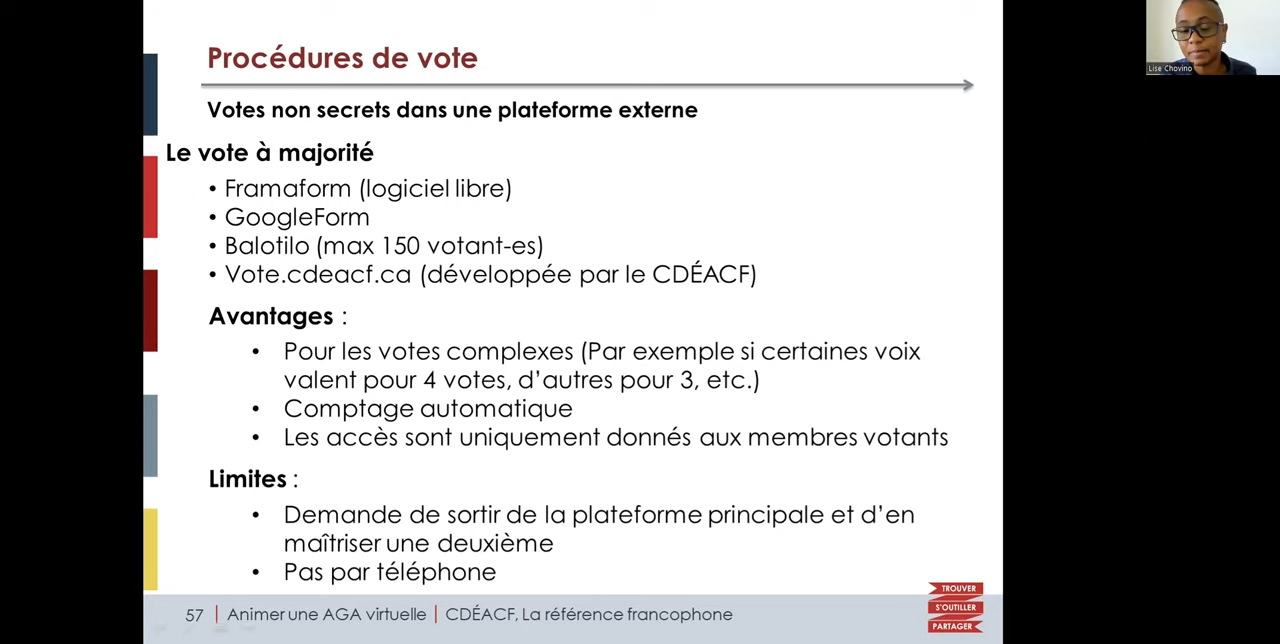 Procédures de vote
Lise Chovino
Votes non secrets dans une plateforme externe
Le vote à majorité
• Framaform (logiciel libre)
• GoogleForm
• Balotilo (max 150 votant-es)
• Vote.cdeacf.ca (développée par le CDÉACF)
Avantages :
• Pour les votes complexes (Par exemple si certaines voix
valent pour 4 votes, d'autres pour 3, etc.)
• Comptage automatique
• Les accès sont uniquement donnés aux membres votants
Limites :
• Demande de sortir de la plateforme principale et d'en
maîtriser une deuxième
• Pas par téléphone
57 | Animer une AGA virtuelle | CDÉACF, La référence francophone
TROUVER
S'OUTILLER
PARTAGER